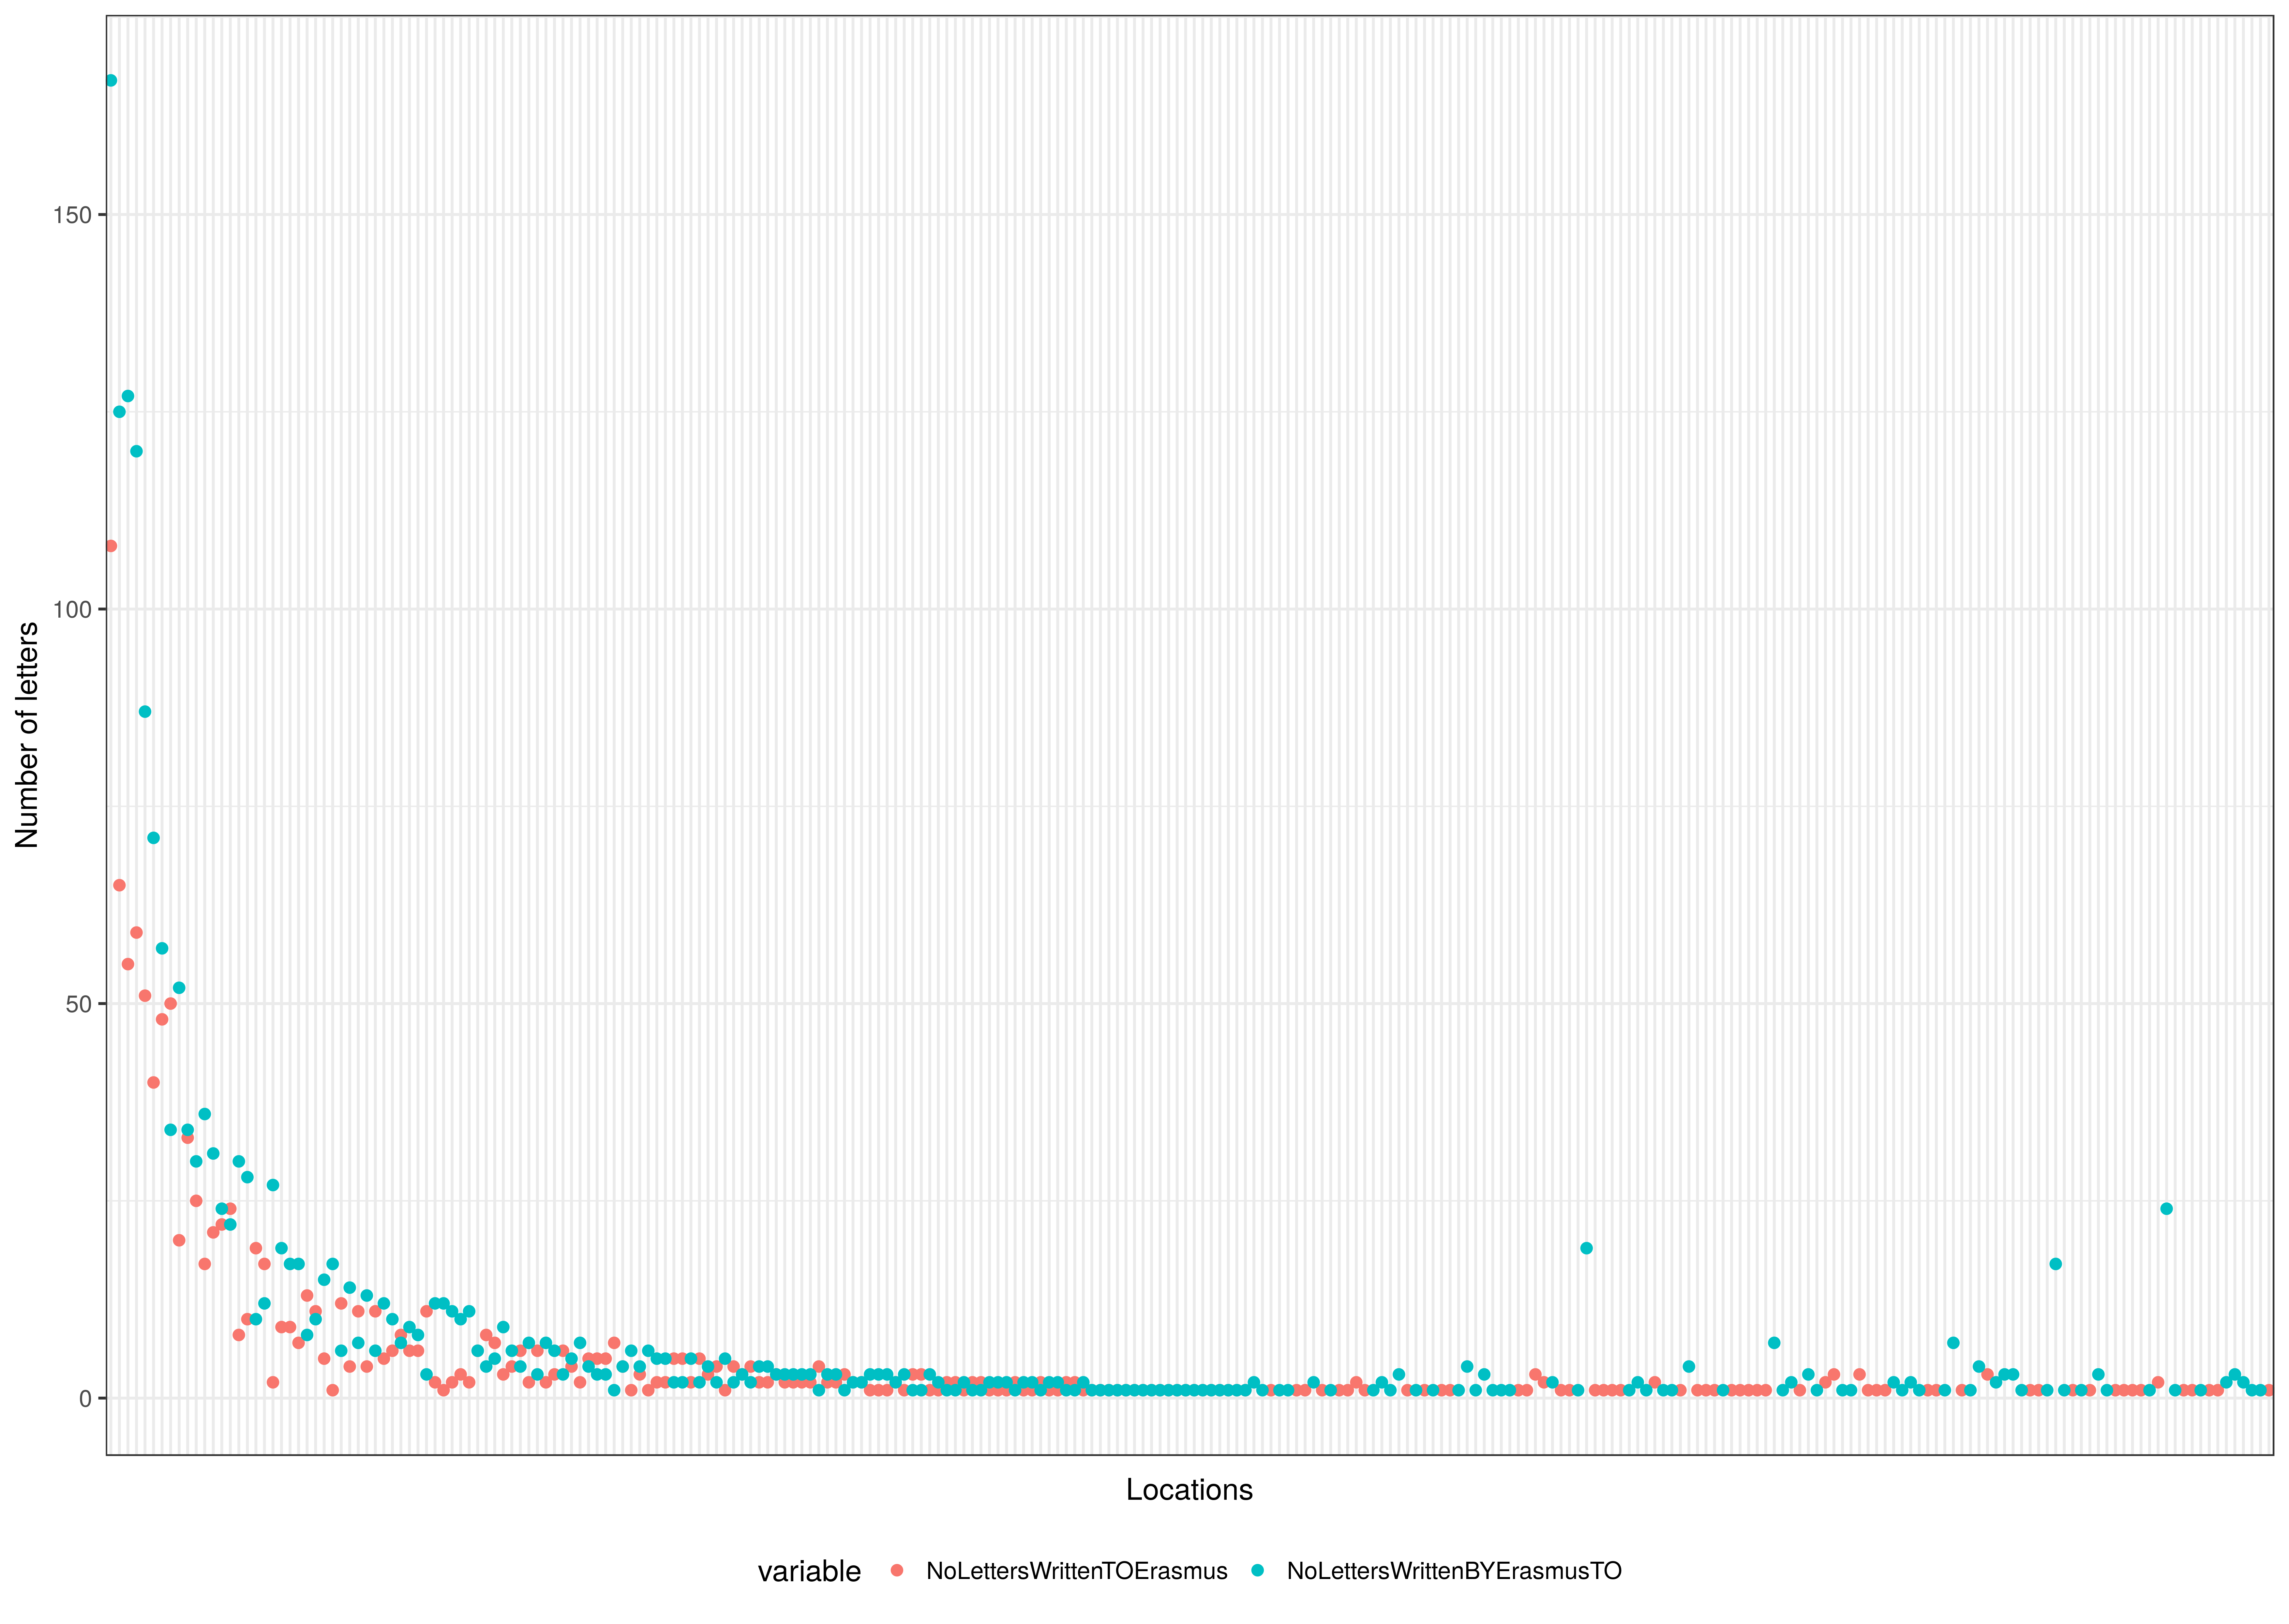 Number of letters
150
100
50
0
Locations
variable NoLettersWrittenTOErasmus NoLettersWrittenBYErasmusTO